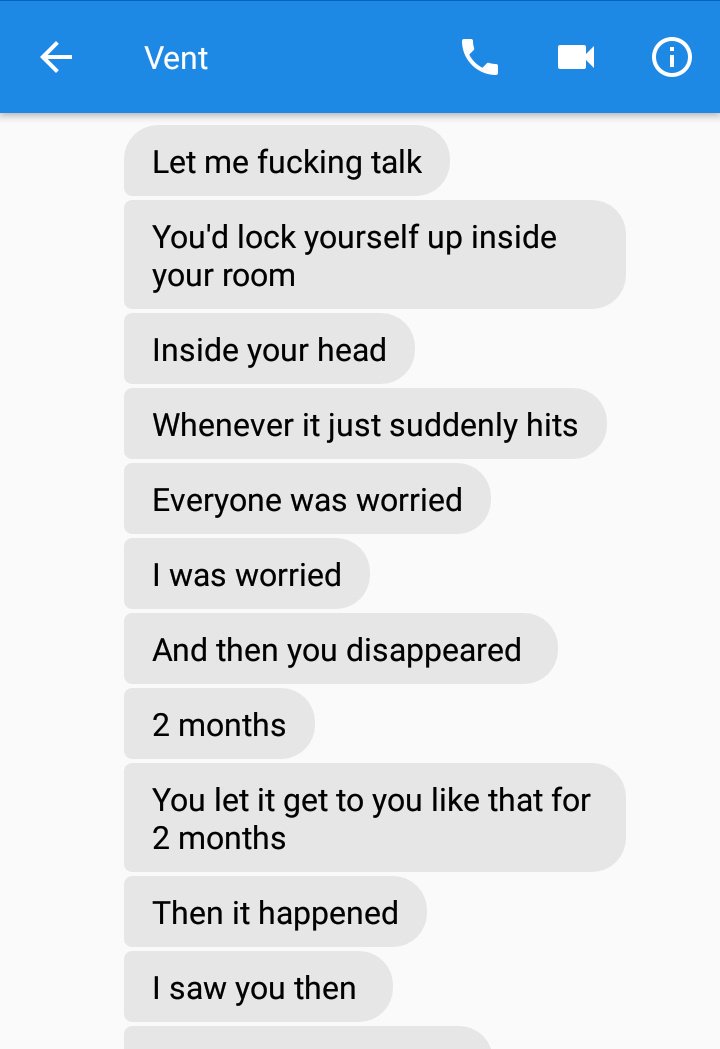 Vent
Let me fucking talk
You'd lock yourself up inside
your room
Inside your head
Whenever it just suddenly hits
Everyone was worried
I was worried
And then you disappeared
2 months
You let it get to you like that for
2 months
Then it happened
I saw you then